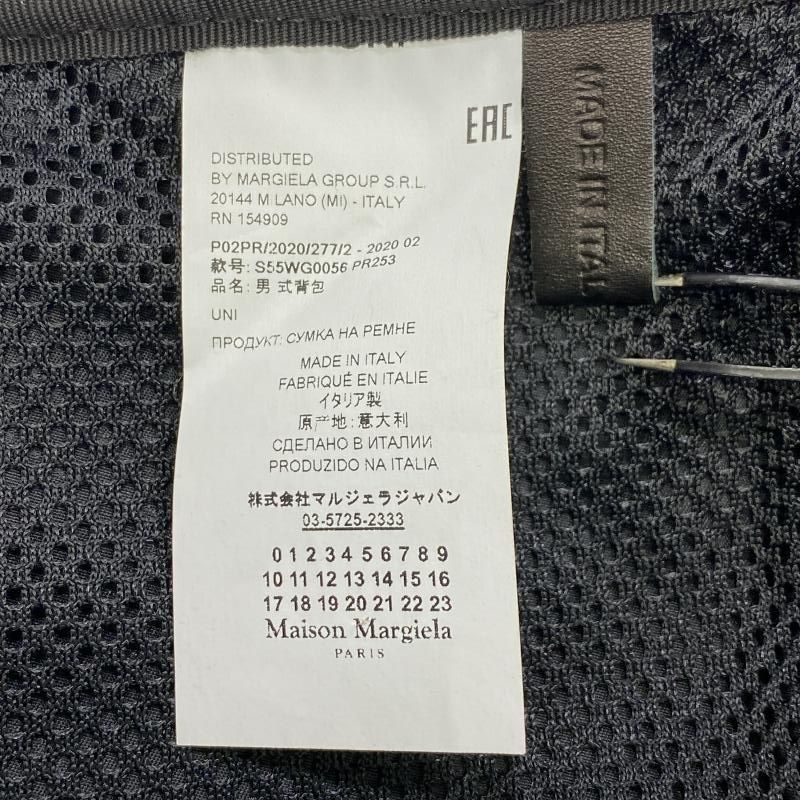 EAC
MADE IN ITAL
DISTRIBUTED
BY MARGIELA GROUP S.R.L.
20144 MILANO (MI) - ITALY
RN 154909
P02PR/2020/277/2 - 2020 02
款号: S55WG0056 PR253
品名: 男 式背包
UNI
ПРОДУКТ: СУМКА НА РЕМНЕ
MADE IN ITALY
FABRIQUÉ EN ITALIE
イタリア製
原产地: 意大利
СДЕЛАНО В ИТАЛИИ
PRODUZIDO NA ITALIA
株式会社マルジェラジャパン
03-5725-2333
0 1 2 3 4 5 6 7 8 9
10 11 12 13 14 15 16
17 18 19 20 21 22 23
Maison Margiela
PARIS